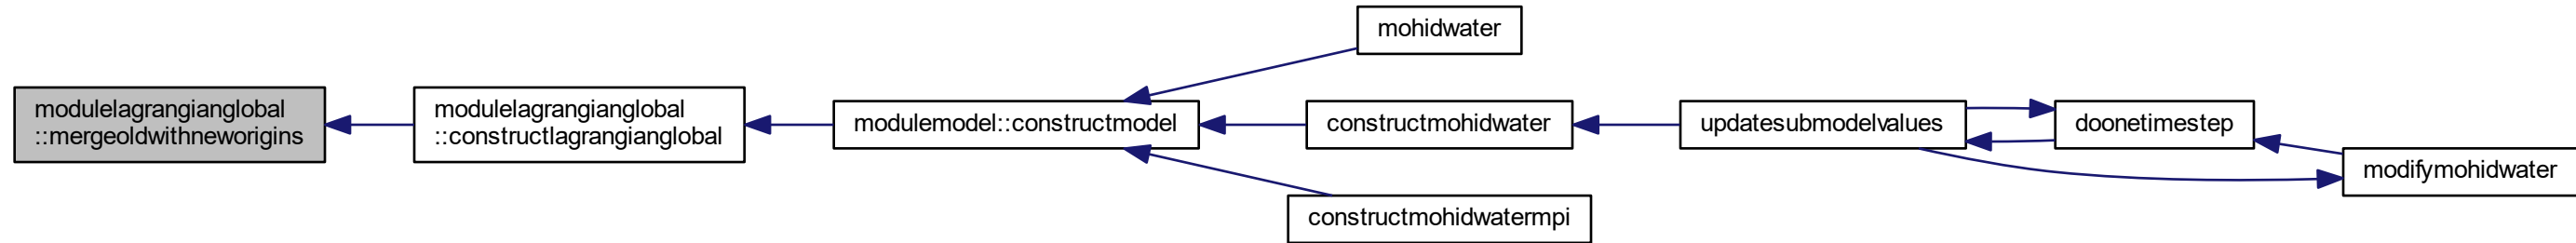 modulelagrangianglobal
::mergeoldwithneworigins
modulelagrangianglobal
::constructlagrangianglobal
modulemodel::constructmodel
mohidwater
constructmohidwater
constructmohidwatermpi
updatesubmodelvalues
doonetimestep
modifymohidwater